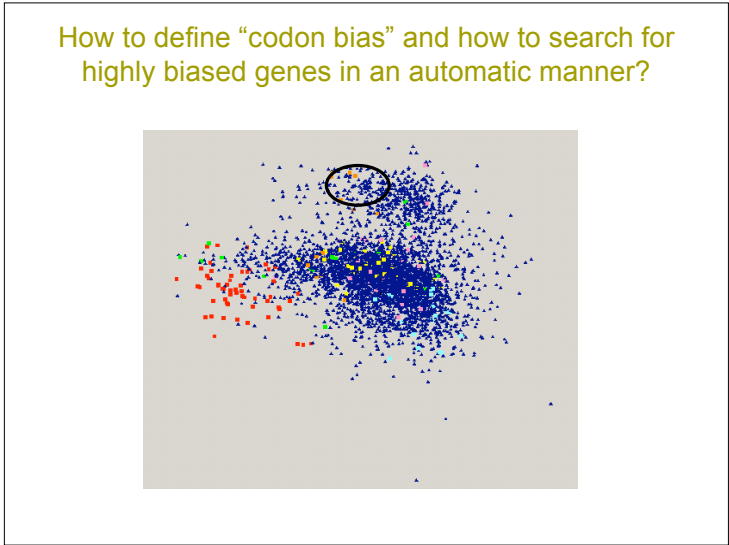 How to define “codon bias” and how to search for
highly biased genes in an automatic manner?